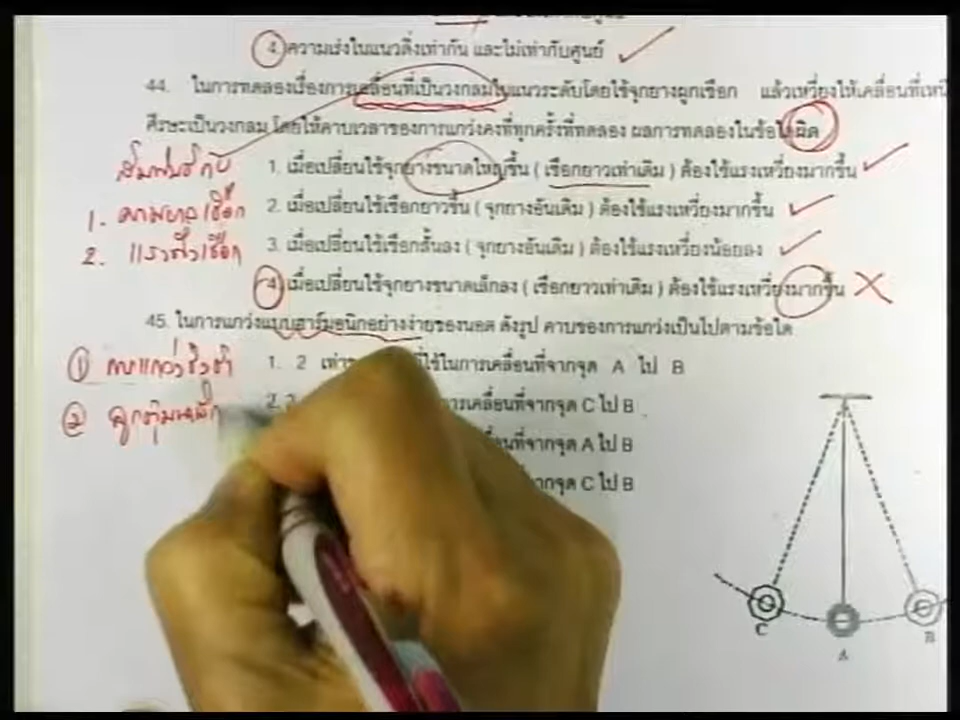 4. ความเร่งในแนวดิ่งเท่ากัน และไม่เท่ากับศูนย์
44. ในการทดลองเรื่องการเคลื่อนที่เป็นวงกลมในแนวระดับโดยใช้จุกยางผูกเชือก แล้วเหวี่ยงให้เคลื่อนที่เหนื
ศีรษะเป็นวงกลม โดยให้คาบเวลาของการแกว่งคงที่ทุกครั้งที่ทดลอง ผลการทดลองในข้อใดผิด
สัมพันธ์กับ
1. เมื่อเปลี่ยนใช้จุกยางขนาดใหญ่ขึ้น ( เชือกยาวเท่าเดิม ) ต้องใช้แรงเหวี่ยงมากขึ้น
1. ความยาวเชือก
2. เมื่อเปลี่ยนใช้เชือกยาวขึ้น ( จุกยางอันเดิม ) ต้องใช้แรงเหวี่ยงมากขึ้น
2. แรงดึงเชือก
3. เมื่อเปลี่ยนใช้เชือกสั้นลง ( จุกยางอันเดิม ) ต้องใช้แรงเหวี่ยงน้อยลง
4. เมื่อเปลี่ยนใช้จุกยางขนาดเล็กลง ( เชือกยาวเท่าเดิม ) ต้องใช้แรงเหวี่ยงมากขึ้น
45. ในการแกว่งแบบฮาร์มอนิกอย่างง่ายของนอต ดังรูป คาบของการแกว่งเป็นไปตามข้อใด
1. 2 เท่า ที่ใช้ในการเคลื่อนที่จากจุด A ไป B
① การแกว่ง
2. 2 การเคลื่อนที่จากจุด C ไป B
② ลูกตุ้ม
อนที่จากจุด A ไป B
จากจุด C ไป B
C
A
B